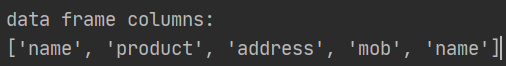 data frame columns:
['name', 'product', 'address', 'mob', 'name']